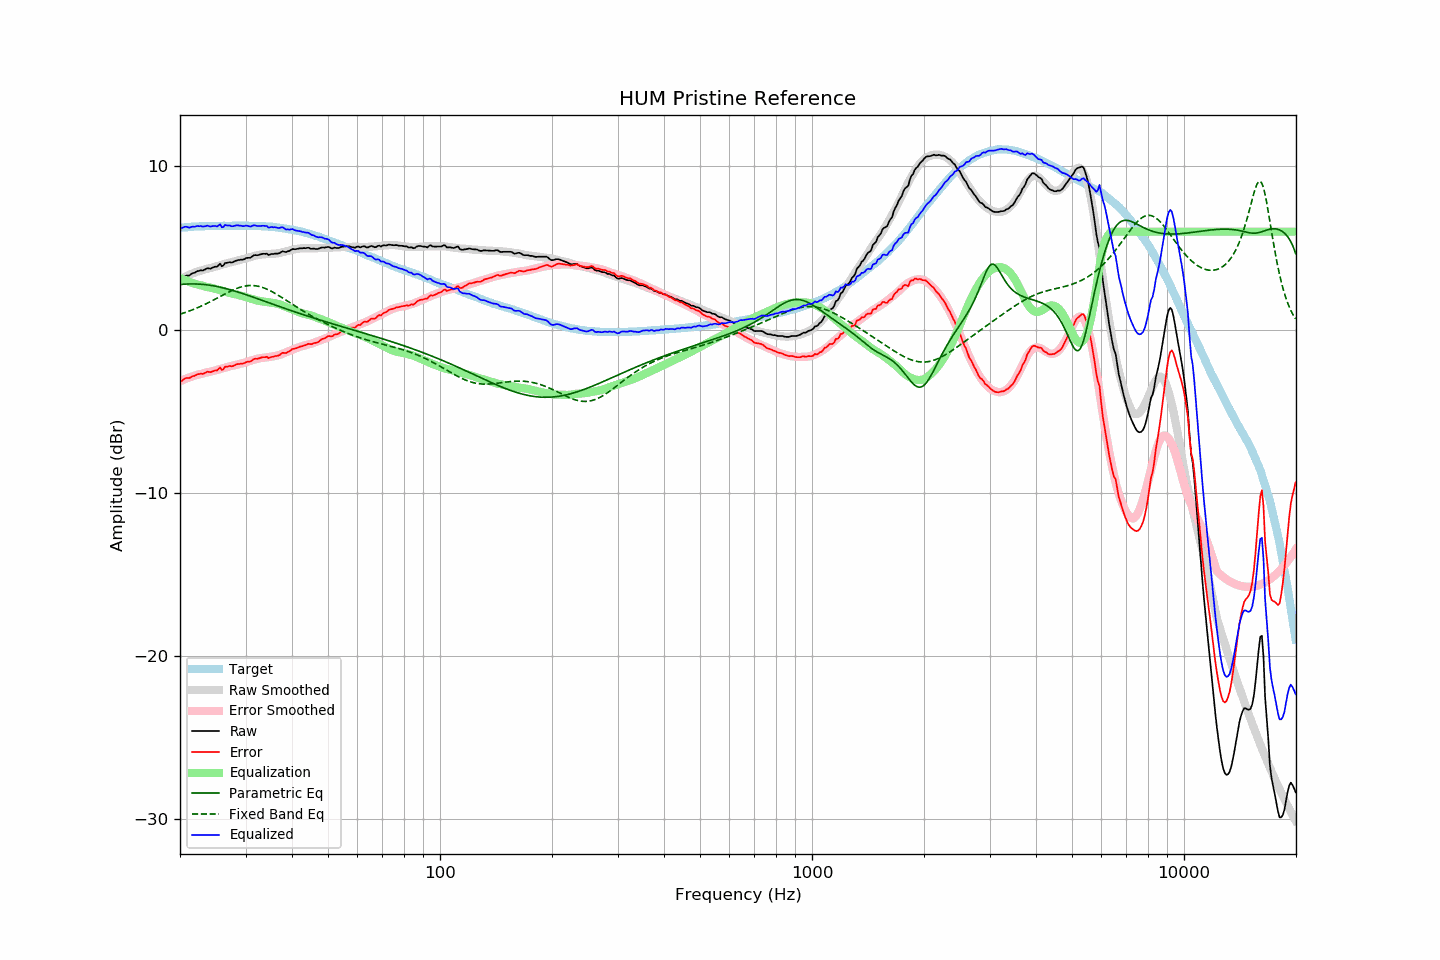 HUM Pristine Reference
10
0
−10
−20
−30
Amplitude (dBr)
Target
Raw Smoothed
Error Smoothed
Raw
Error
Equalization
Parametric Eq
Fixed Band Eq
Equalized
100
1000
10000
Frequency (Hz)